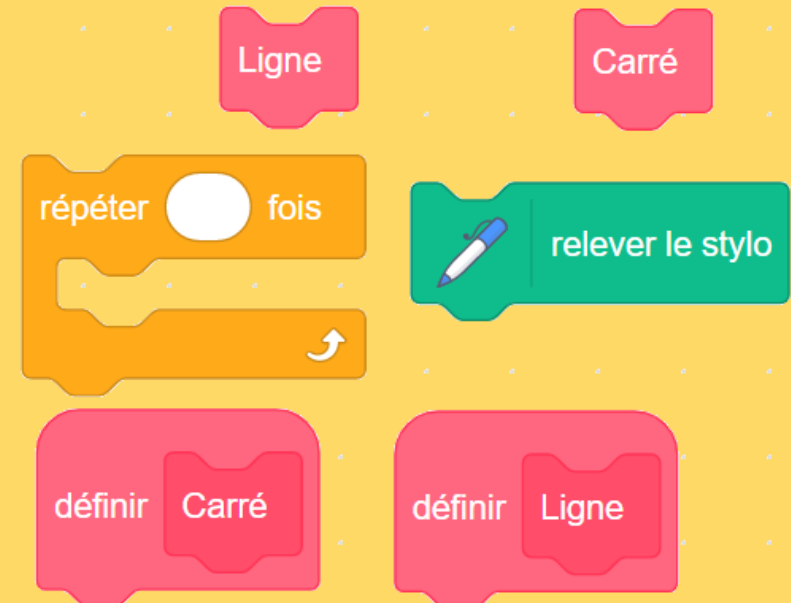 Ligne
Carré
répéter fois
relever le stylo
définir Carré
définir Ligne